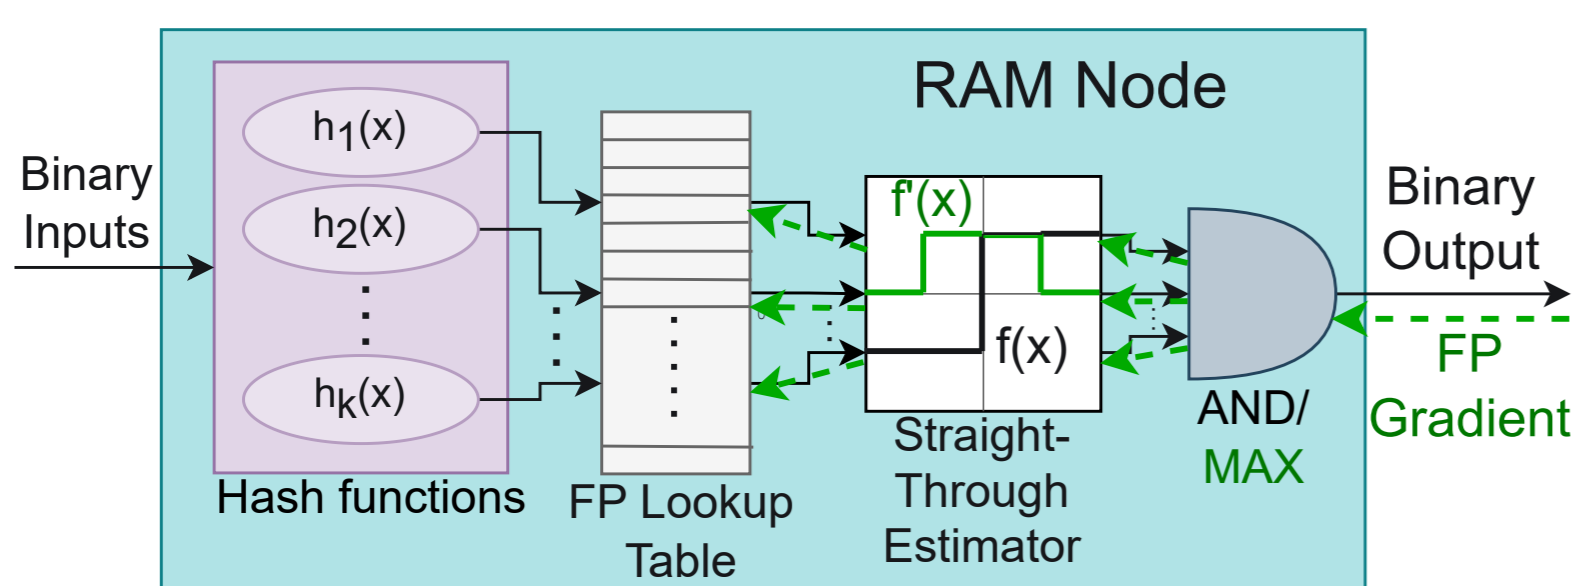 RAM Node
Binary
Inputs
h1(x)
h2(x)
hk(x)
Hash functions
FP Lookup
Table
f'(x)
f(x)
Straight-
Through
Estimator
AND/
MAX
Binary
Output
FP
Gradient